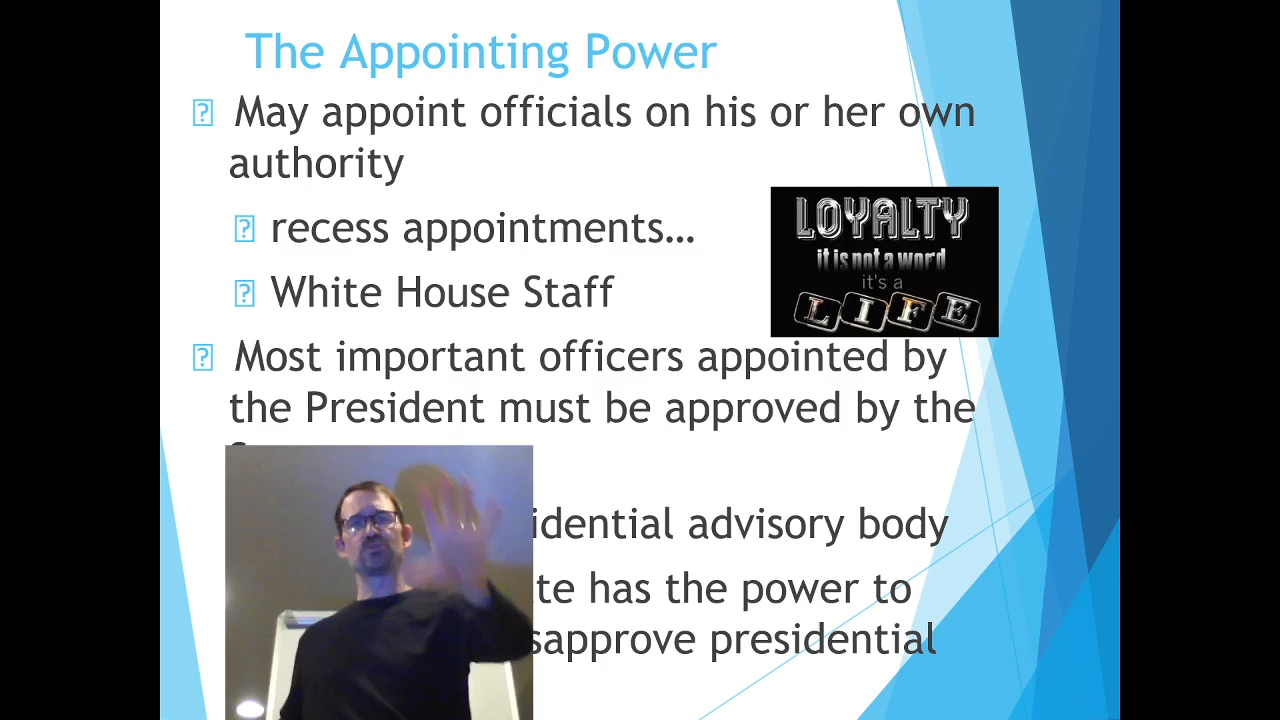 The Appointing Power
May appoint officials on his or her own
authority
recess appointments…
White House Staff
LOYALTY
it is not a word
it's a
LIFE
Most important officers appointed by
the President must be approved by the
idential advisory body
te has the power to
sapprove presidential